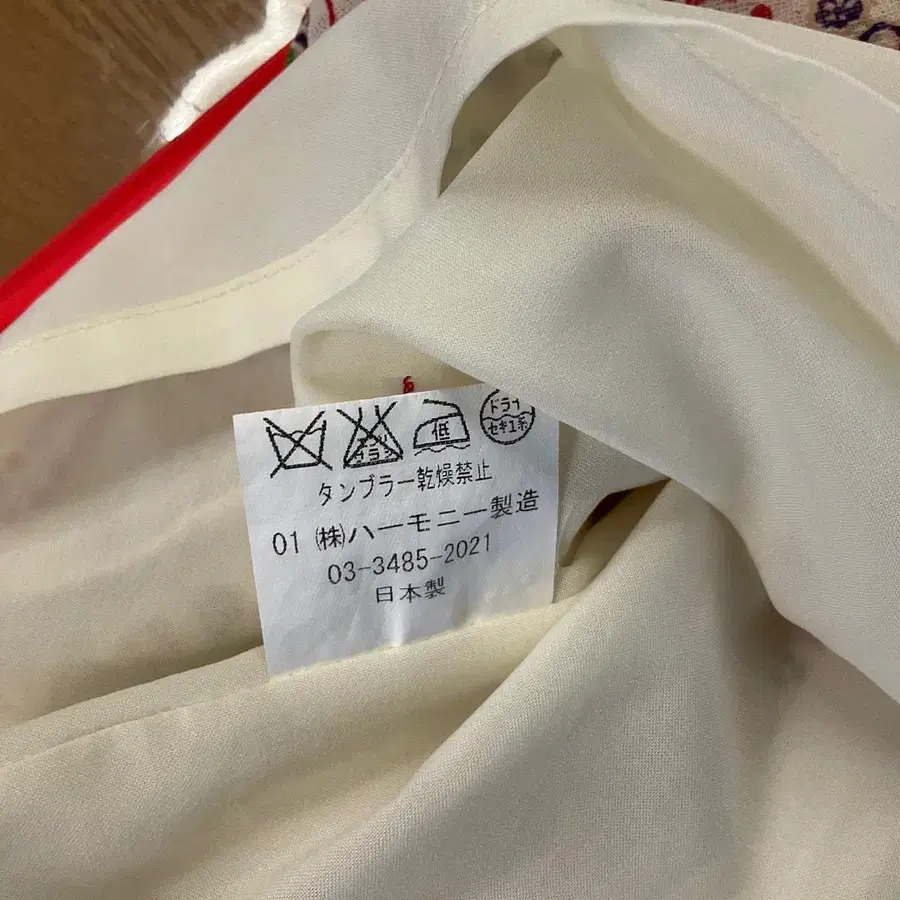 低
ドライ
セキユ系
タンブラー乾燥禁止
01 ㈱ハーモニー製造
03-3485-2021
日本製